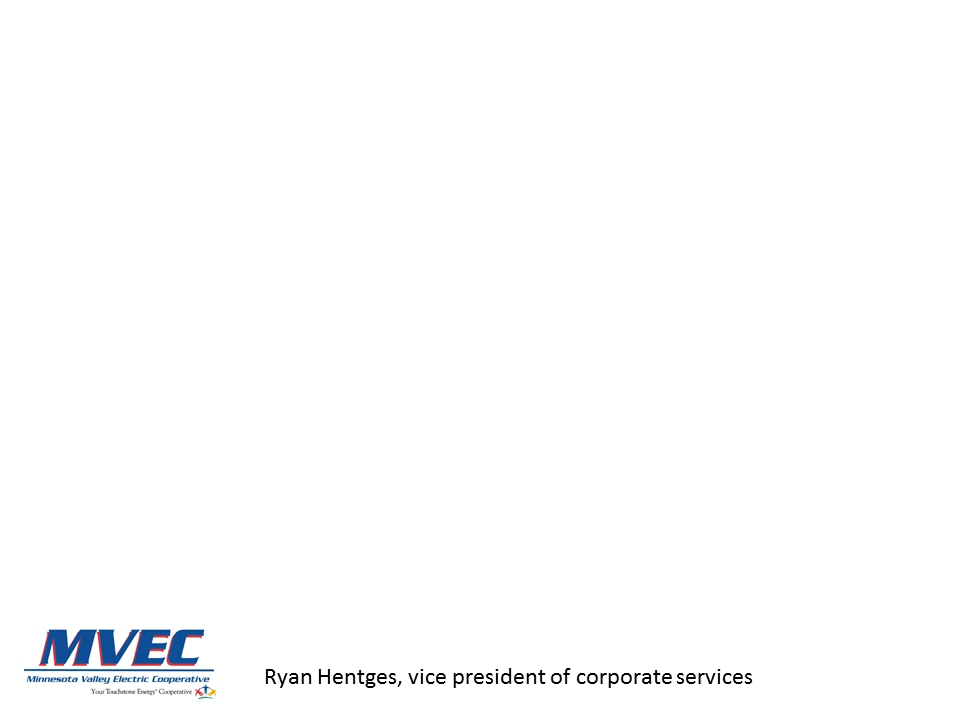 MVEC
Minnesota Valley Electric Cooperative
Your Touchstone Energy® Cooperative
Ryan Hentges, vice president of corporate services